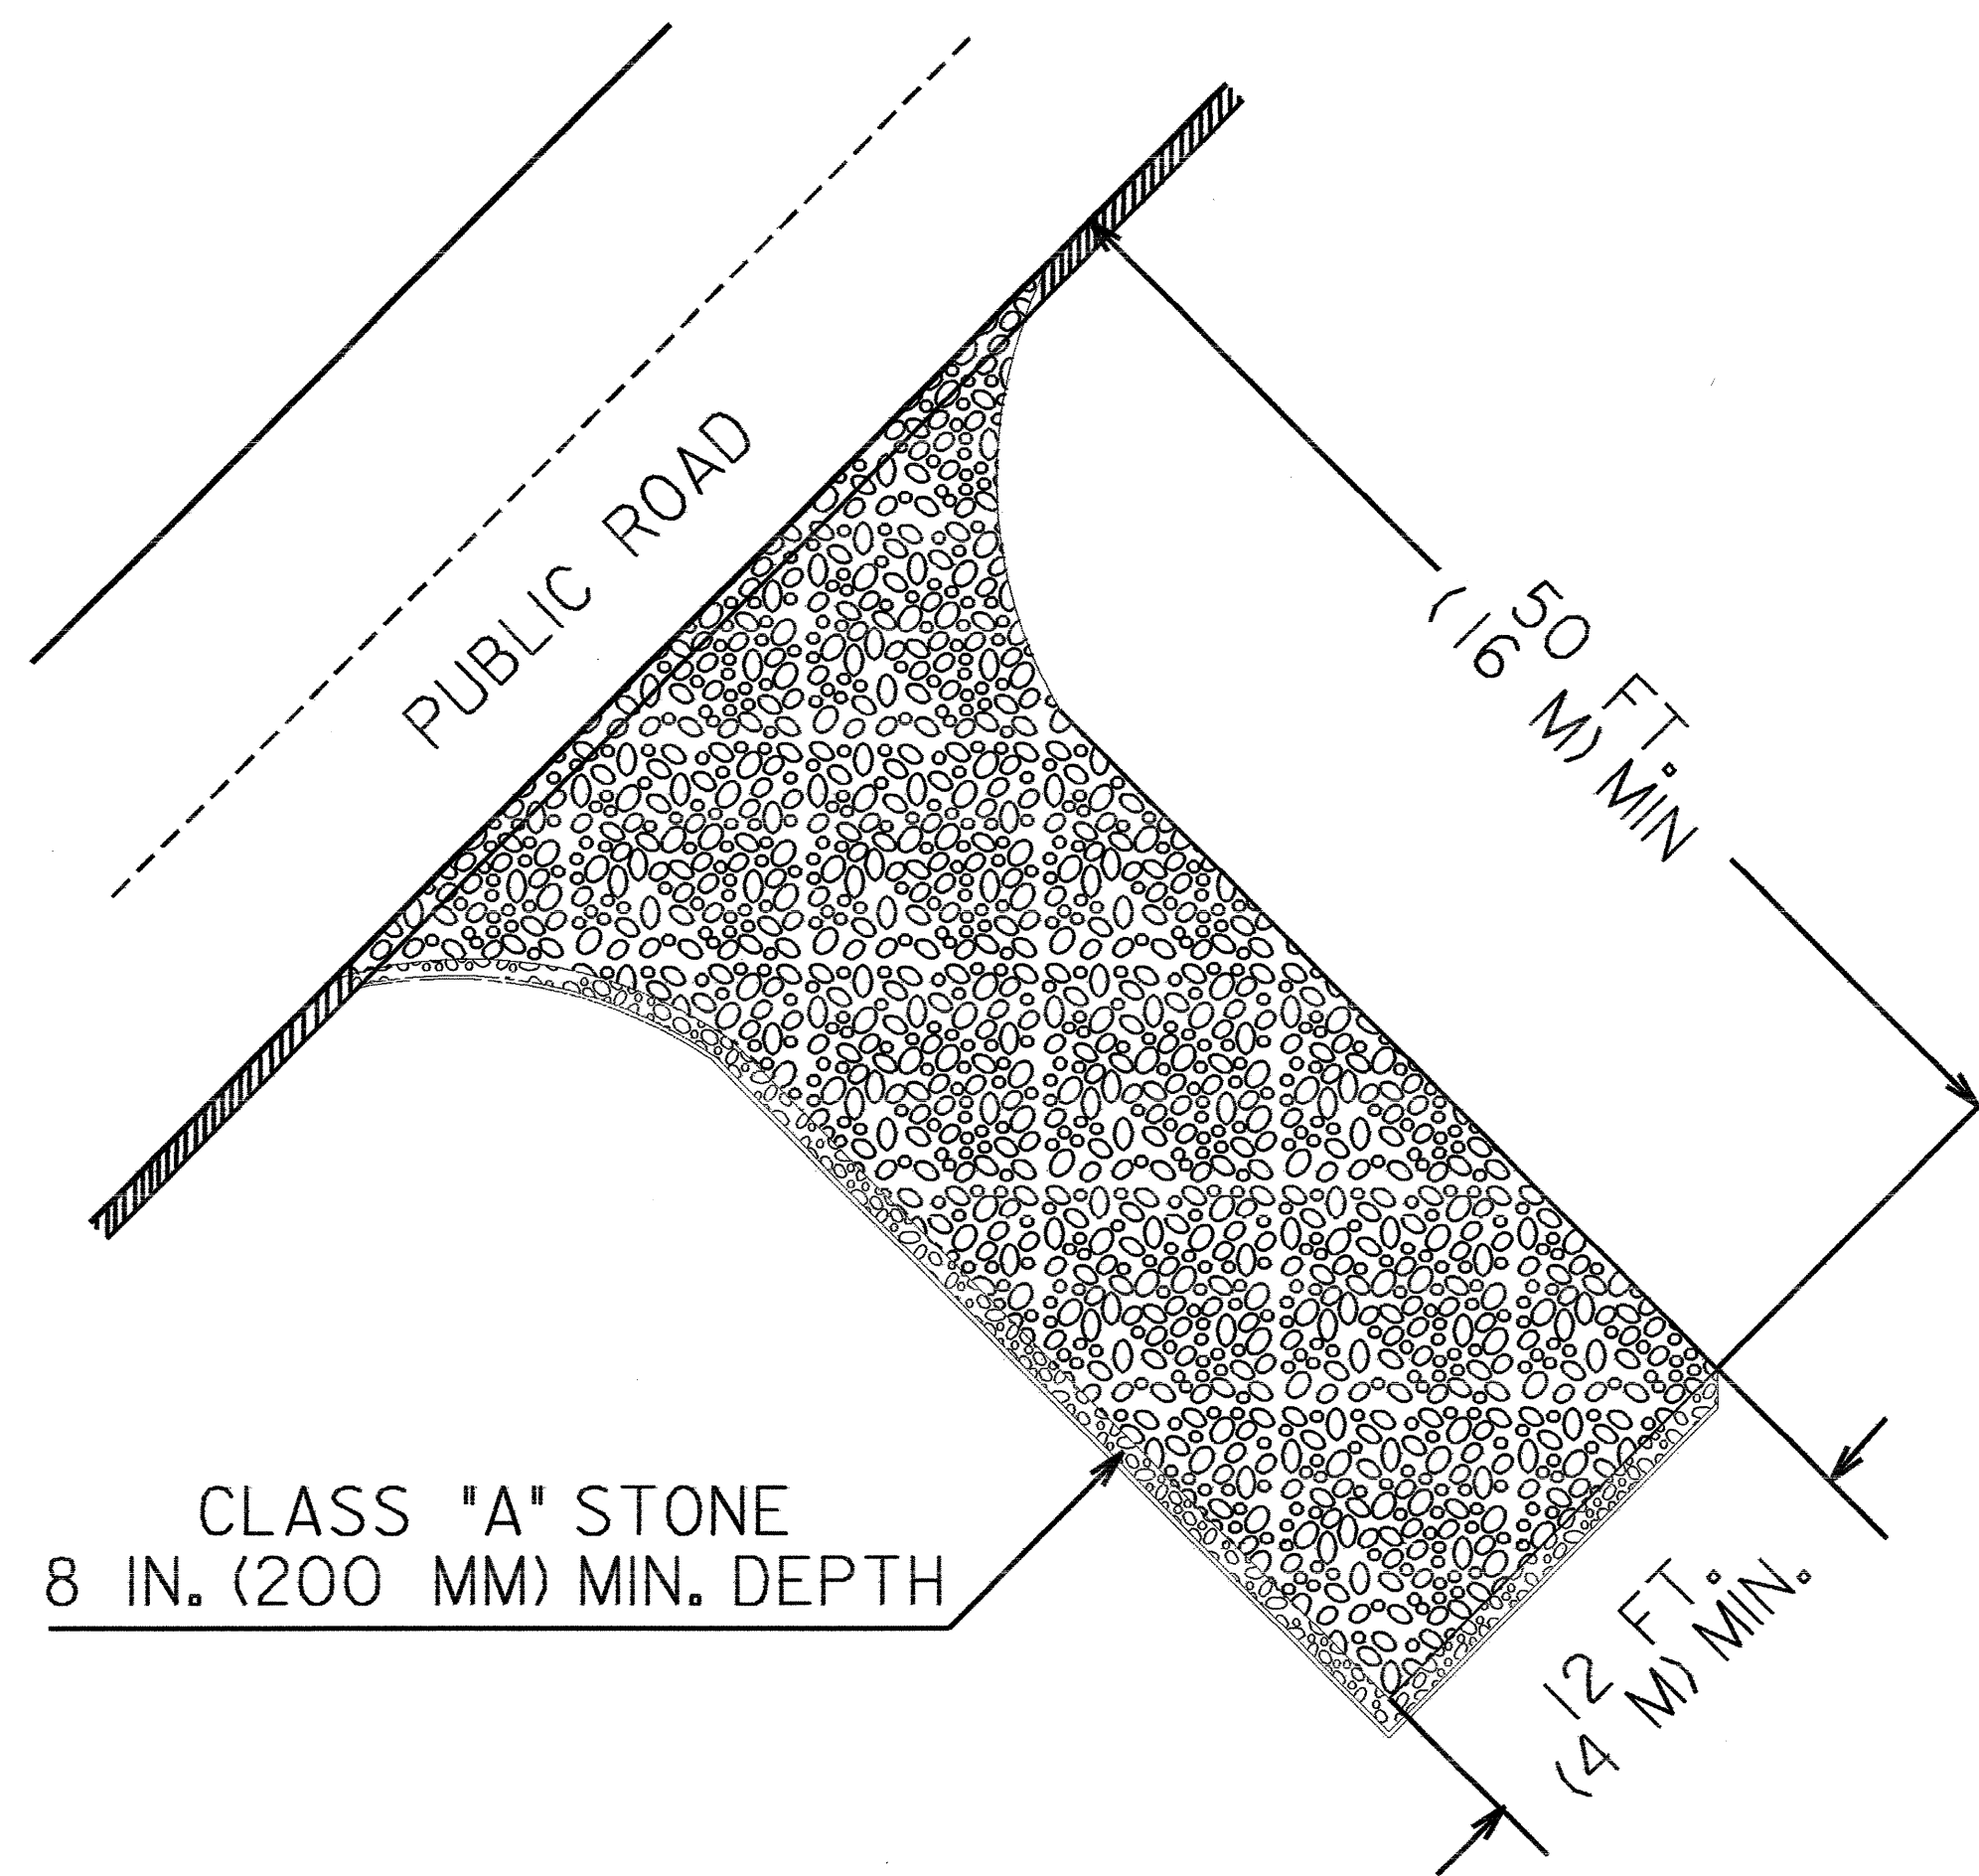 PUBLIC ROAD
50 FT.
(16 M) MIN
CLASS "A" STONE
8 IN. (200 MM) MIN. DEPTH
12 FT.
(4 M) MIN.